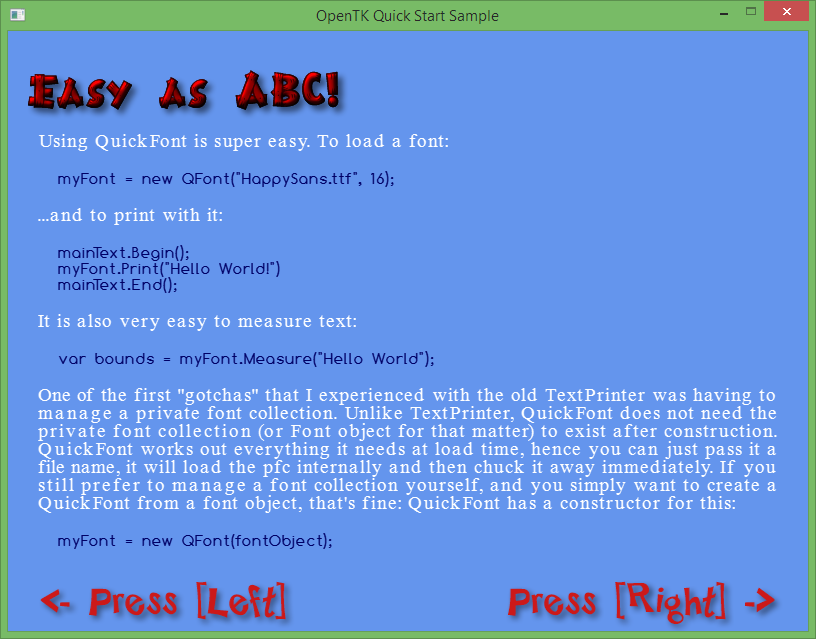 OpenTK Quick Start Sample
Easy as ABC!
Using QuickFont is super easy. To load a font:
myFont = new QFont("HappySans.ttf", 16);
...and to print with it:
mainText.Begin();
myFont.Print("Hello World!")
mainText.End();
It is also very easy to measure text:
var bounds = myFont.Measure("Hello World");
One of the first "gotchas" that I experienced with the old TextPrinter was having to
manage a private font collection. Unlike TextPrinter, QuickFont does not need the
private font collection (or Font object for that matter) to exist after construction.
QuickFont works out everything it needs at load time, hence you can just pass it a
file name, it will load the pfc internally and then chuck it away immediately. If you
still prefer to manage a font collection yourself, and you simply want to create a
QuickFont from a font object, that's fine: QuickFont has a constructor for this:
myFont = new QFont(fontObject);
<- Press [Left]
Press [Right] ->